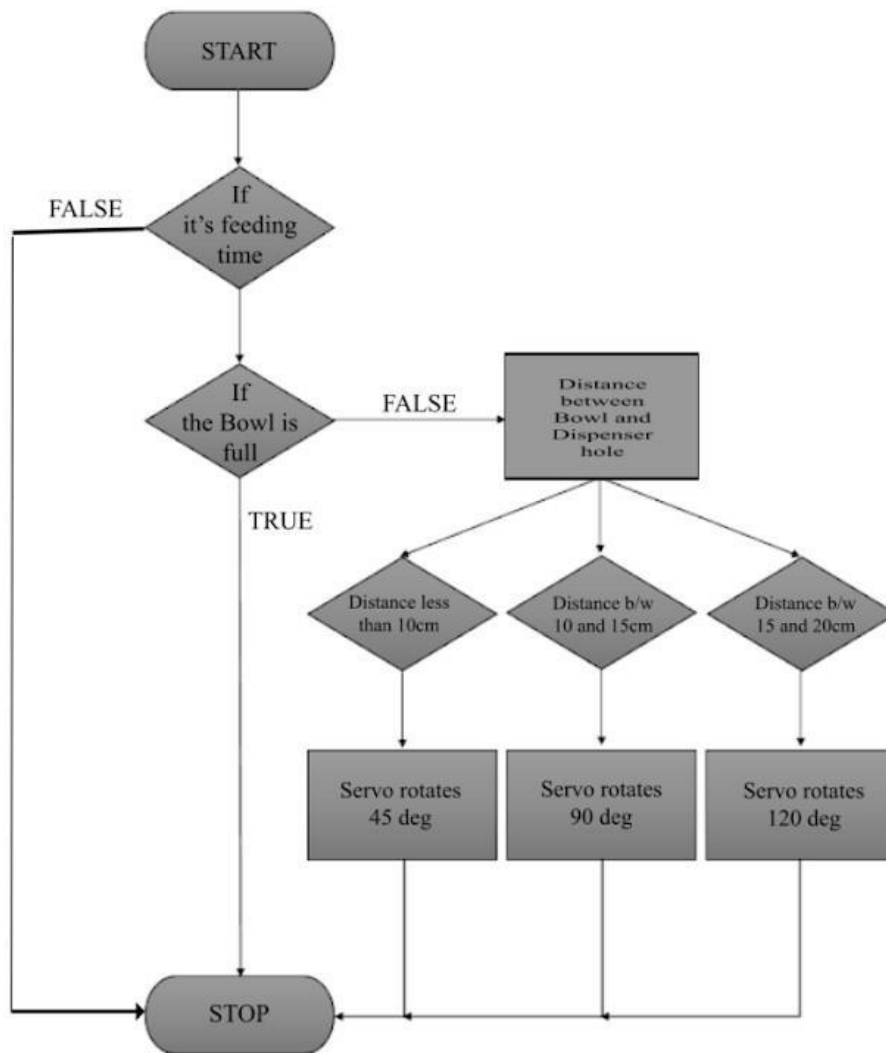 START
If
it's feeding
time
FALSE
If
the Bowl is
full
FALSE
TRUE
Distance
between
Bowl and
Dispenser
hole
Distance less
than 10cm
Distance b/w
10 and 15cm
Distance b/w
15 and 20cm
Servo rotates
45 deg
Servo rotates
90 deg
Servo rotates
120 deg
STOP